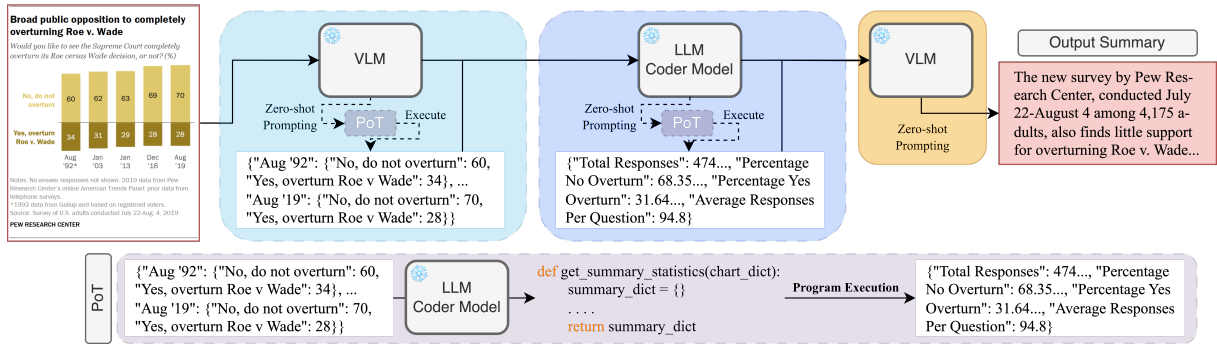 Broad public opposition to completely
overturning Roe v. Wade
Would you like to see the Supreme Court completely
overturn its Roe versus Wade decision, or not? (%)
No, do not
overturn
60 62 63 69 70
Yes, overturn
Roe v. Wade
34 31 29 28 28
Aug Jan Jan Dec Aug
'92* '03 '13 '16 '19
Notes: No answer responses not shown. 2019 data from Pew
Research Center's online American Trends Panel; prior data from
telephone surveys.
*1992 data from Gallup and based on registered voters.
Source: Survey of U.S. adults conducted July 22-Aug. 4, 2019.
PEW RESEARCH CENTER
VLM
Zero-shot
Prompting
PoT
Execute
{"Aug '92": {"No, do not overturn": 60,
"Yes, overturn Roe v Wade": 34}, ...
"Aug '19": {"No, do not overturn": 70,
"Yes, overturn Roe v Wade": 28}}
LLM
Coder Model
Zero-shot
Prompting
PoT
Execute
{"Total Responses": 474..., "Percentage
No Overturn": 68.35..., "Percentage Yes
Overturn": 31.64..., "Average Responses
Per Question": 94.8}
VLM
Zero-shot
Prompting
Output Summary
The new survey by Pew Res-
earch Center, conducted July
22-August 4 among 4,175 a-
dults, also finds little support
for overturning Roe v. Wade...
PoT
{"Aug '92": {"No, do not overturn": 60,
"Yes, overturn Roe v Wade": 34}, ...
"Aug '19": {"No, do not overturn": 70,
"Yes, overturn Roe v Wade": 28}}
LLM
Coder Model
def get_summary_statistics(chart_dict):
summary_dict = {}
. . . .
return summary_dict
Program Execution
{"Total Responses": 474..., "Percentage
No Overturn": 68.35..., "Percentage Yes
Overturn": 31.64..., "Average Responses
Per Question": 94.8}